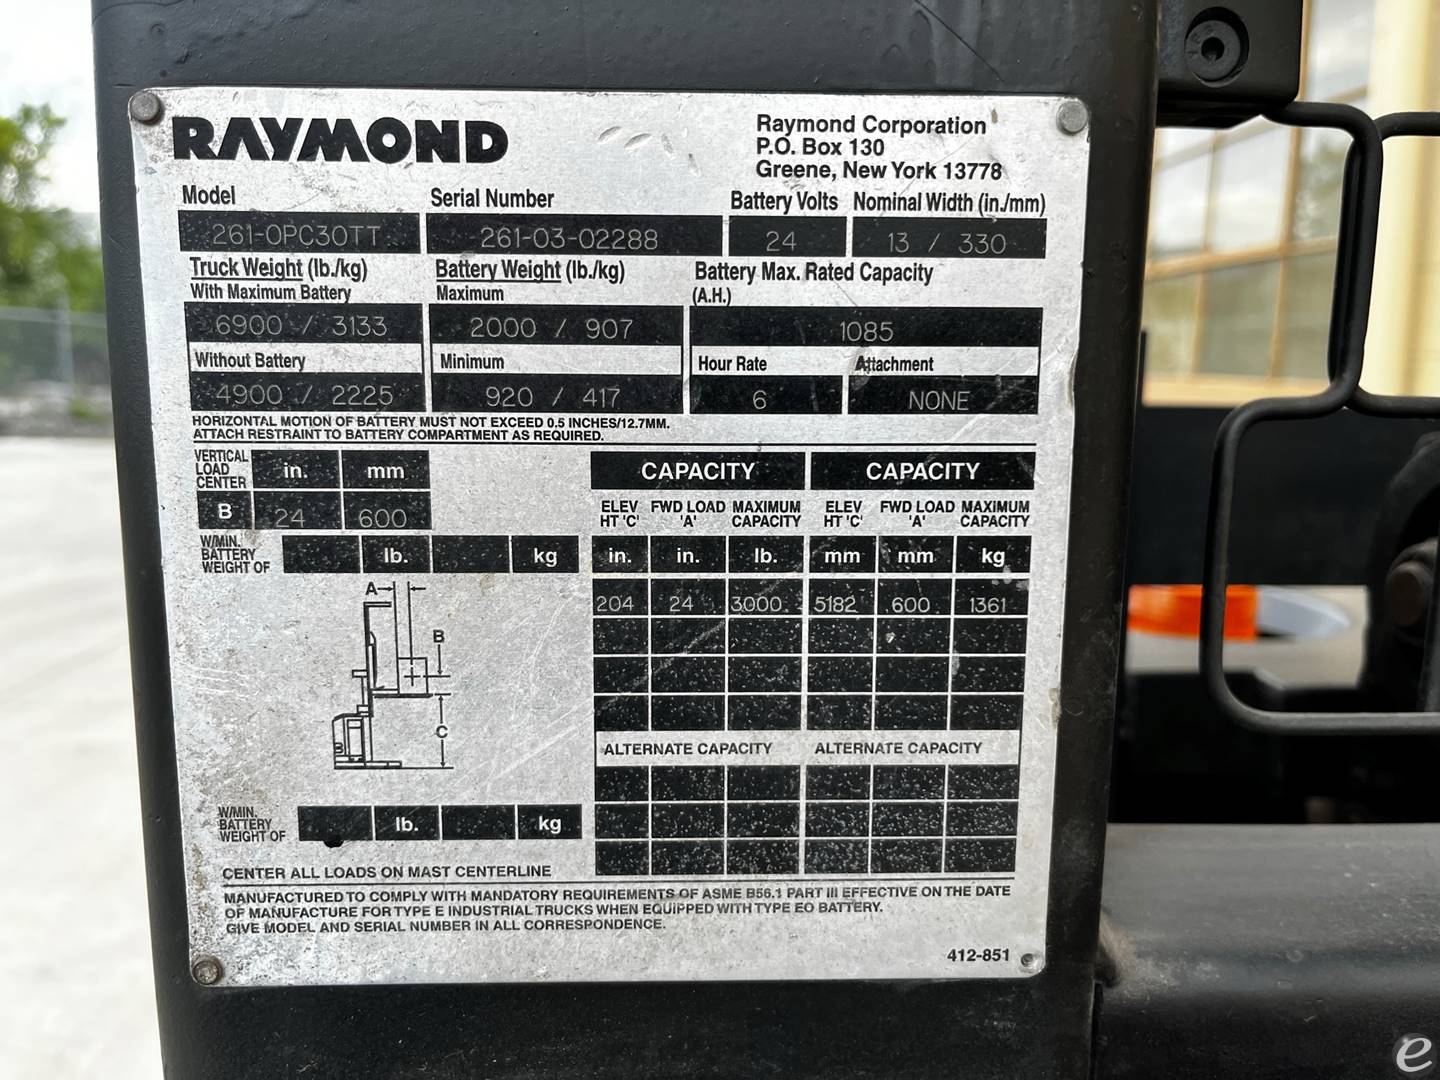 RAYMOND
Raymond Corporation
P.O. Box 130
Greene, New York 13778
Model Serial Number Battery Volts Nominal Width (in./mm)
261-OPC30TT 261-03-02288 24 13 / 330
Truck Weight (lb./kg) Battery Weight (lb./kg) Battery Max. Rated Capacity
With Maximum Battery Maximum (A.H.)
6900 / 3133 2000 / 907 1085
Without Battery Minimum Hour Rate Attachment
4900 / 2225 920 / 417 6 NONE
HORIZONTAL MOTION OF BATTERY MUST NOT EXCEED 0.5 INCHES/12.7MM.
ATTACH RESTRAINT TO BATTERY COMPARTMENT AS REQUIRED.
VERTICAL
LOAD
CENTER
in. mm
B 24 600
W/MIN.
BATTERY
WEIGHT OF
lb. kg
A
B
C
B
W/MIN.
BATTERY
WEIGHT OF
lb. kg
CAPACITY CAPACITY
ELEV FWD LOAD MAXIMUM ELEV FWD LOAD MAXIMUM
HT 'C' 'A' CAPACITY HT 'C' 'A' CAPACITY
in. in. lb. mm mm kg
204 24 3000 5182 600 1361
ALTERNATE CAPACITY ALTERNATE CAPACITY
CENTER ALL LOADS ON MAST CENTERLINE
MANUFACTURED TO COMPLY WITH MANDATORY REQUIREMENTS OF ASME B56.1 PART III EFFECTIVE ON THE DATE
OF MANUFACTURE FOR TYPE E INDUSTRIAL TRUCKS WHEN EQUIPPED WITH TYPE EO BATTERY.
GIVE MODEL AND SERIAL NUMBER IN ALL CORRESPONDENCE.
412-851
e